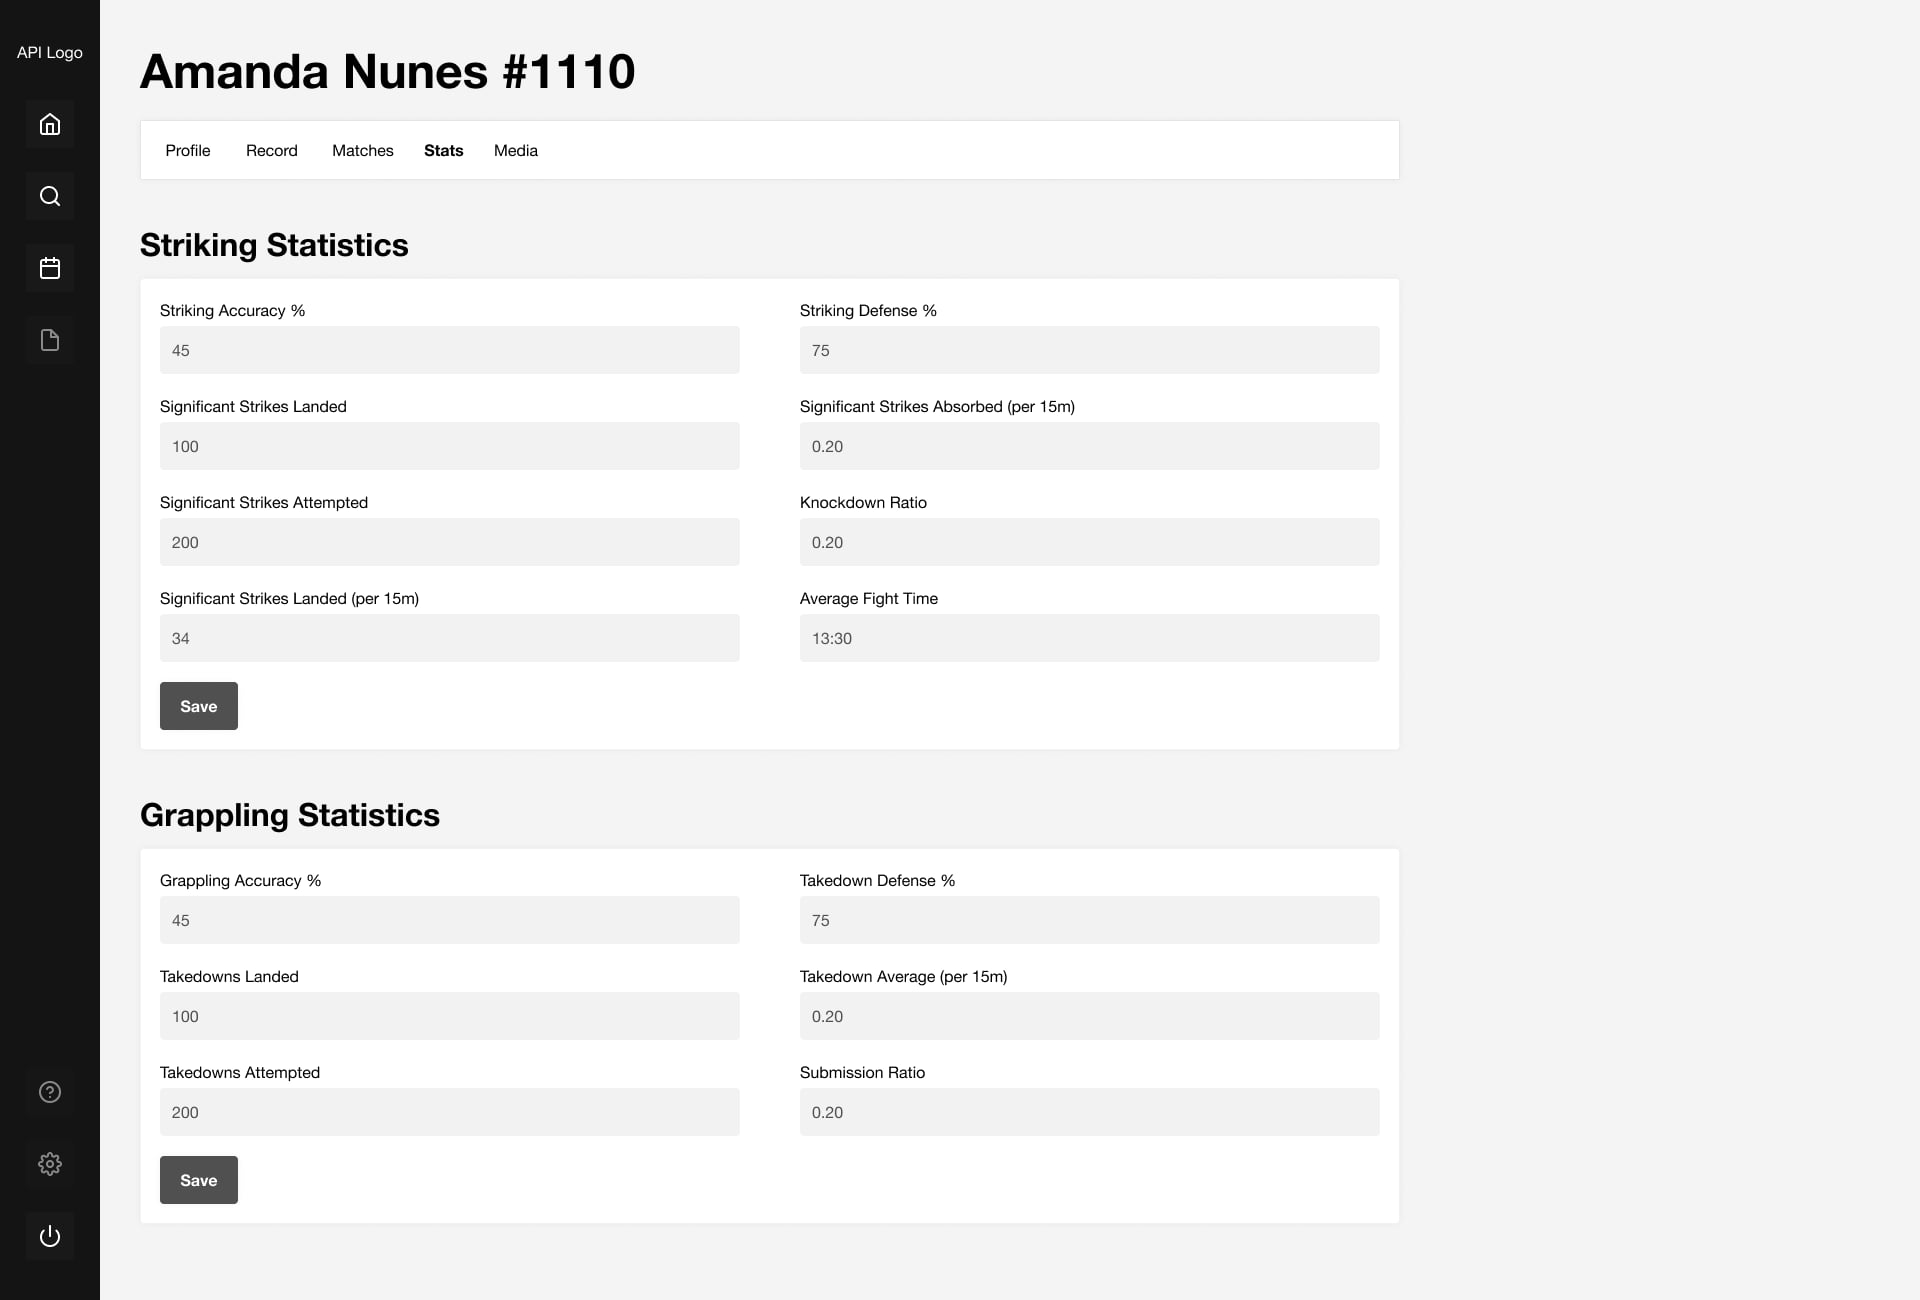 API Logo
Amanda Nunes #1110
Profile Record Matches Stats Media
Striking Statistics
Striking Accuracy % Striking Defense %
45 75
Significant Strikes Landed Significant Strikes Absorbed (per 15m)
100 0.20
Significant Strikes Attempted Knockdown Ratio
200 0.20
Significant Strikes Landed (per 15m) Average Fight Time
34 13:30
Save
Grappling Statistics
Grappling Accuracy % Takedown Defense %
45 75
Takedowns Landed Takedown Average (per 15m)
100 0.20
Takedowns Attempted Submission Ratio
200 0.20
Save